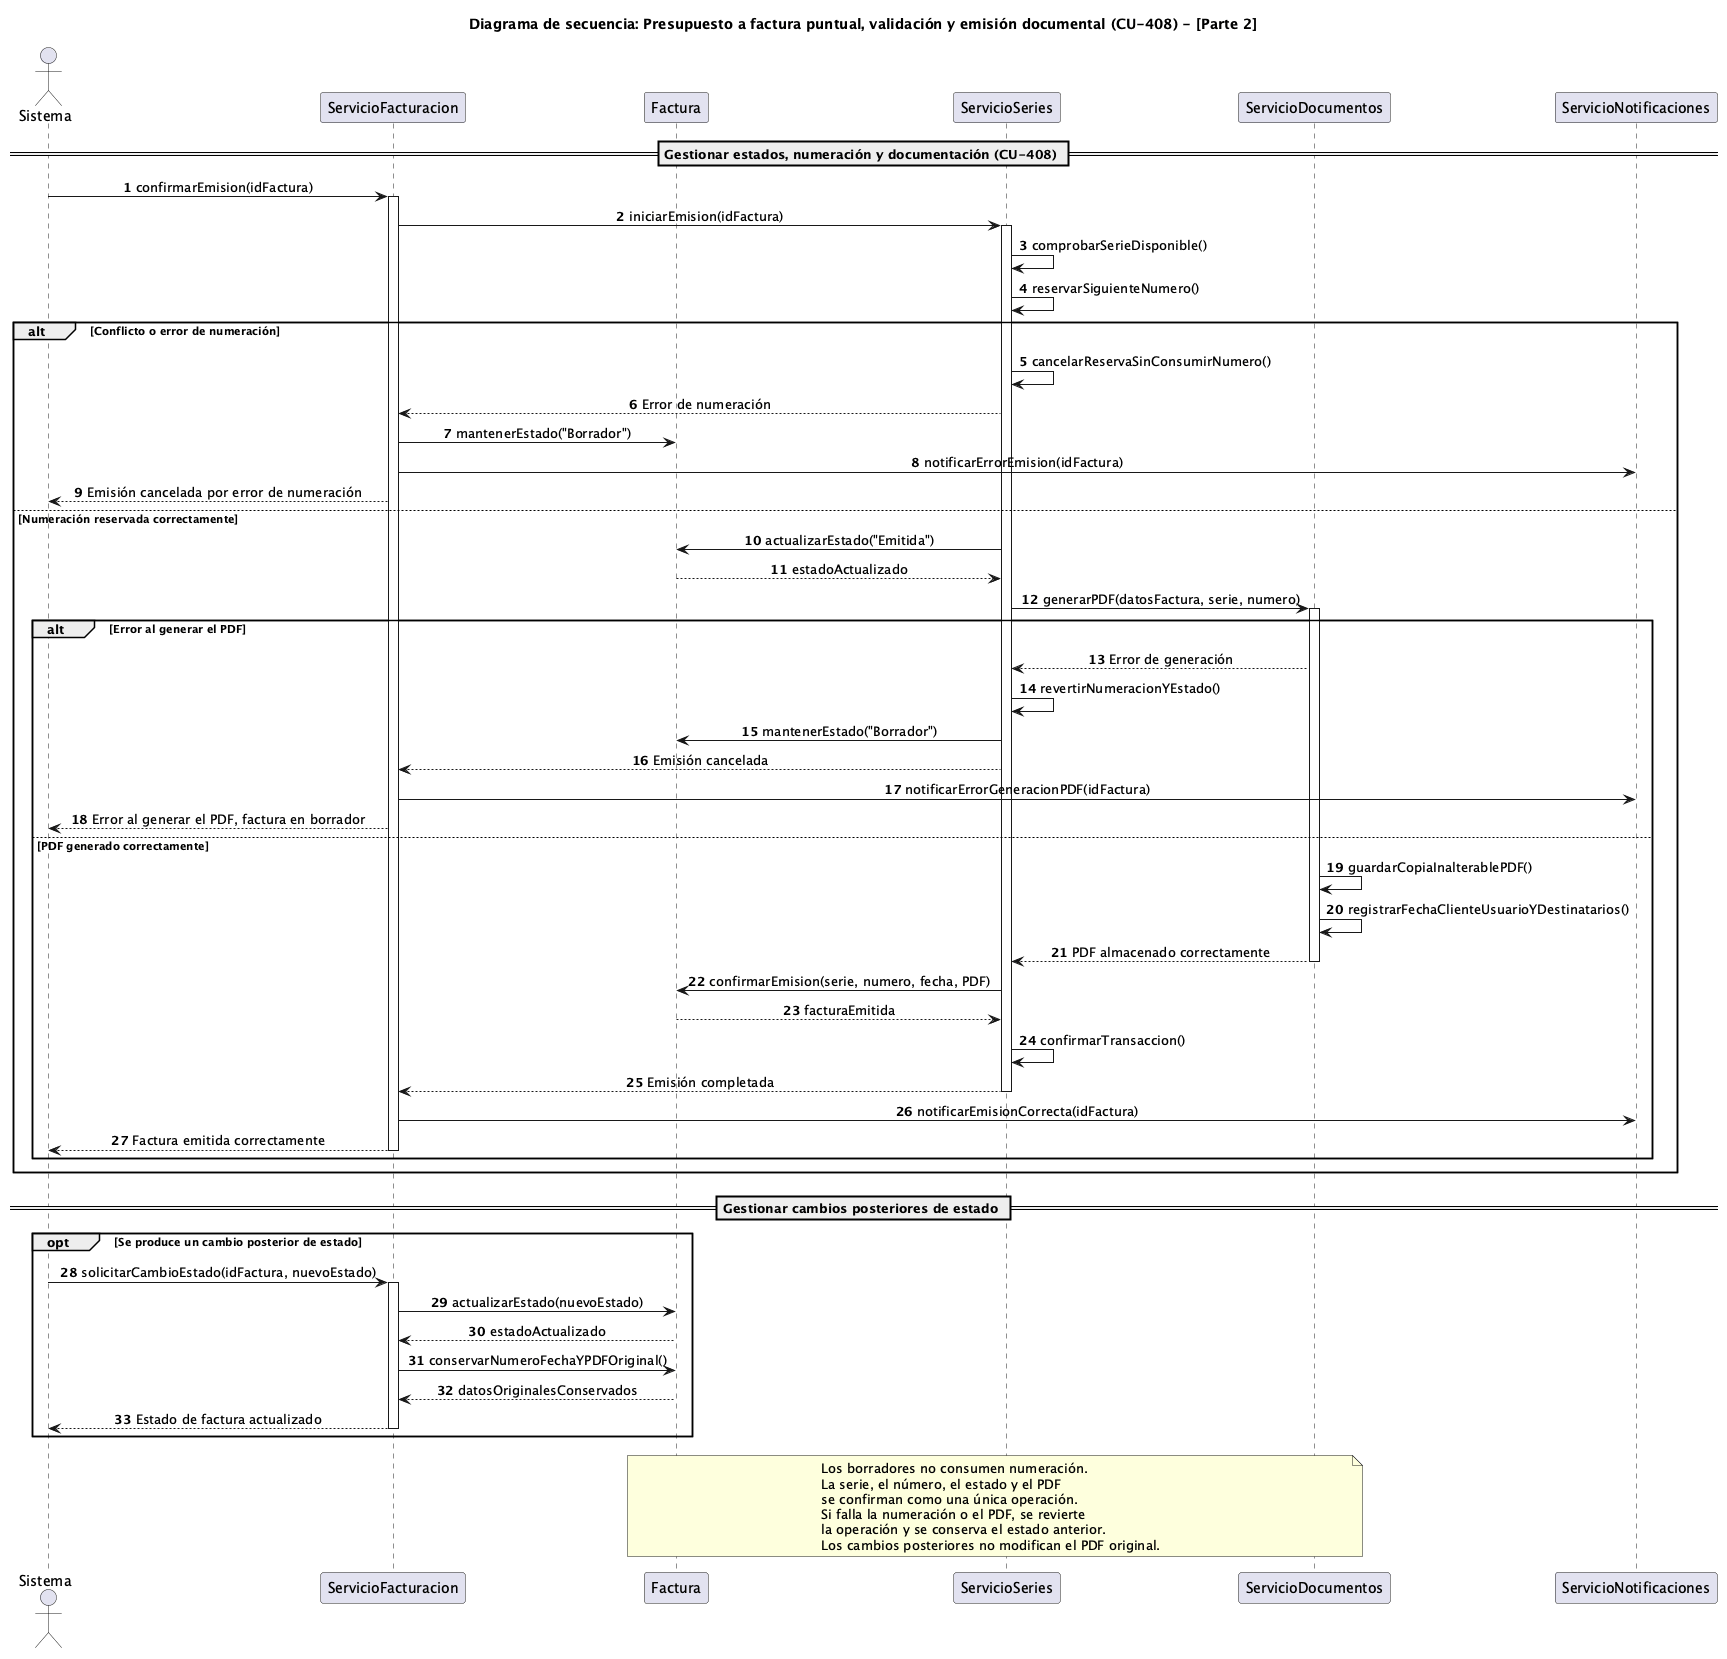 Diagrama de secuencia: Presupuesto a factura puntual, validación y emisión documental (CU-408) - [Parte 2]
Sistema
ServicioFacturacion
Factura
ServicioSeries
ServicioDocumentos
ServicioNotificaciones
Gestionar estados, numeración y documentación (CU-408)
1 confirmarEmision(idFactura)
2 iniciarEmision(idFactura)
3 comprobarSerieDisponible()
4 reservarSiguienteNumero()
alt [Conflicto o error de numeración]
5 cancelarReservaSinConsumirNumero()
6 Error de numeración
7 mantenerEstado("Borrador")
8 notificarErrorEmision(idFactura)
9 Emisión cancelada por error de numeración
[Numeración reservada correctamente]
10 actualizarEstado("Emitida")
11 estadoActualizado
12 generarPDF(datosFactura, serie, numero)
alt [Error al generar el PDF]
13 Error de generación
14 revertirNumeracionYEstado()
15 mantenerEstado("Borrador")
16 Emisión cancelada
17 notificarErrorGeneracionPDF(idFactura)
18 Error al generar el PDF, factura en borrador
[PDF generado correctamente]
19 guardarCopiaInalterablePDF()
20 registrarFechaClienteUsuarioYDestinatarios()
21 PDF almacenado correctamente
22 confirmarEmision(serie, numero, fecha, PDF)
23 facturaEmitida
24 confirmarTransaccion()
25 Emisión completada
26 notificarEmisionCorrecta(idFactura)
27 Factura emitida correctamente
Gestionar cambios posteriores de estado
opt [Se produce un cambio posterior de estado]
28 solicitarCambioEstado(idFactura, nuevoEstado)
29 actualizarEstado(nuevoEstado)
30 estadoActualizado
31 conservarNumeroFechaYPDFOriginal()
32 datosOriginalesConservados
33 Estado de factura actualizado
Los borradores no consumen numeración.
La serie, el número, el estado y el PDF
se confirman como una única operación.
Si falla la numeración o el PDF, se revierte
la operación y se conserva el estado anterior.
Los cambios posteriores no modifican el PDF original.
Sistema
ServicioFacturacion
Factura
ServicioSeries
ServicioDocumentos
ServicioNotificaciones